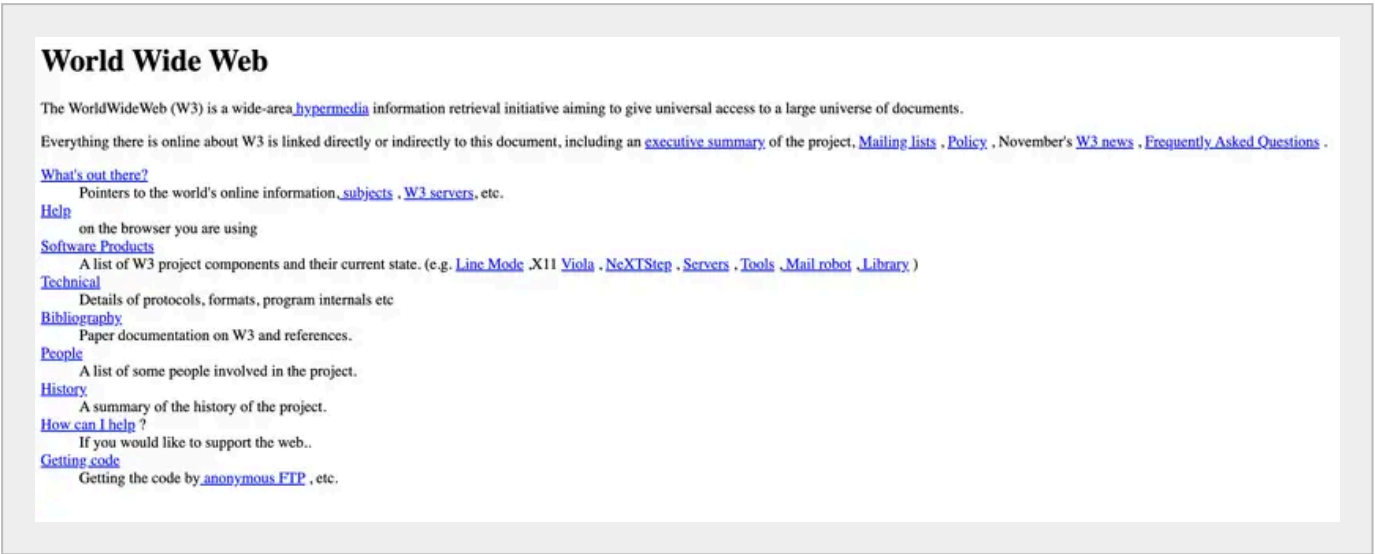 World Wide Web
The WorldWideWeb (W3) is a wide-area hypermedia information retrieval initiative aiming to give universal access to a large universe of documents.
Everything there is online about W3 is linked directly or indirectly to this document, including an executive summary of the project, Mailing lists , Policy , November's W3 news , Frequently Asked Questions .
What's out there?
Pointers to the world's online information, subjects , W3 servers, etc.
Help
on the browser you are using
Software Products
A list of W3 project components and their current state. (e.g. Line Mode ,X11 Viola , NeXTStep , Servers , Tools , Mail robot , Library )
Technical
Details of protocols, formats, program internals etc
Bibliography
Paper documentation on W3 and references.
People
A list of some people involved in the project.
History
A summary of the history of the project.
How can I help ?
If you would like to support the web..
Getting code
Getting the code by anonymous FTP , etc.